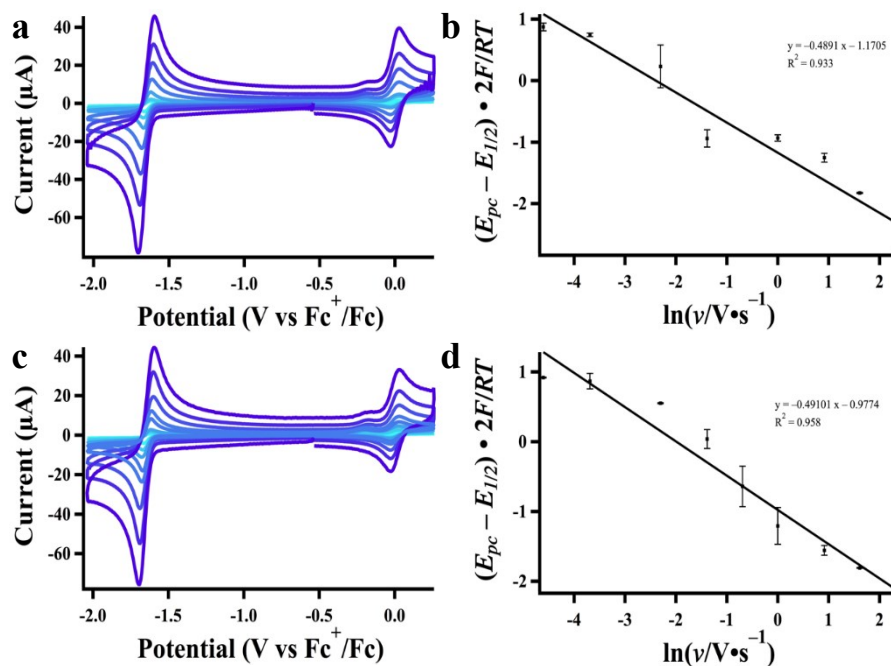 a
Current (µA)
40
20
0
-20
-40
-60
-2.0 -1.5 -1.0 -0.5 0.0
Potential (V vs Fc⁺/Fc)
b
(E_pc – E_1/2) • 2F/RT
1
0
-1
-2
y = –0.4891 x – 1.1705
R² = 0.933
-4 -3 -2 -1 0 1 2
ln(v/V•s⁻¹)
c
Current (µA)
40
20
0
-20
-40
-60
-2.0 -1.5 -1.0 -0.5 0.0
Potential (V vs Fc⁺/Fc)
d
(E_pc – E_1/2) • 2F/RT
1
0
-1
-2
y = –0.49101 x – 0.9774
R² = 0.958
-4 -3 -2 -1 0 1 2
ln(v/V•s⁻¹)